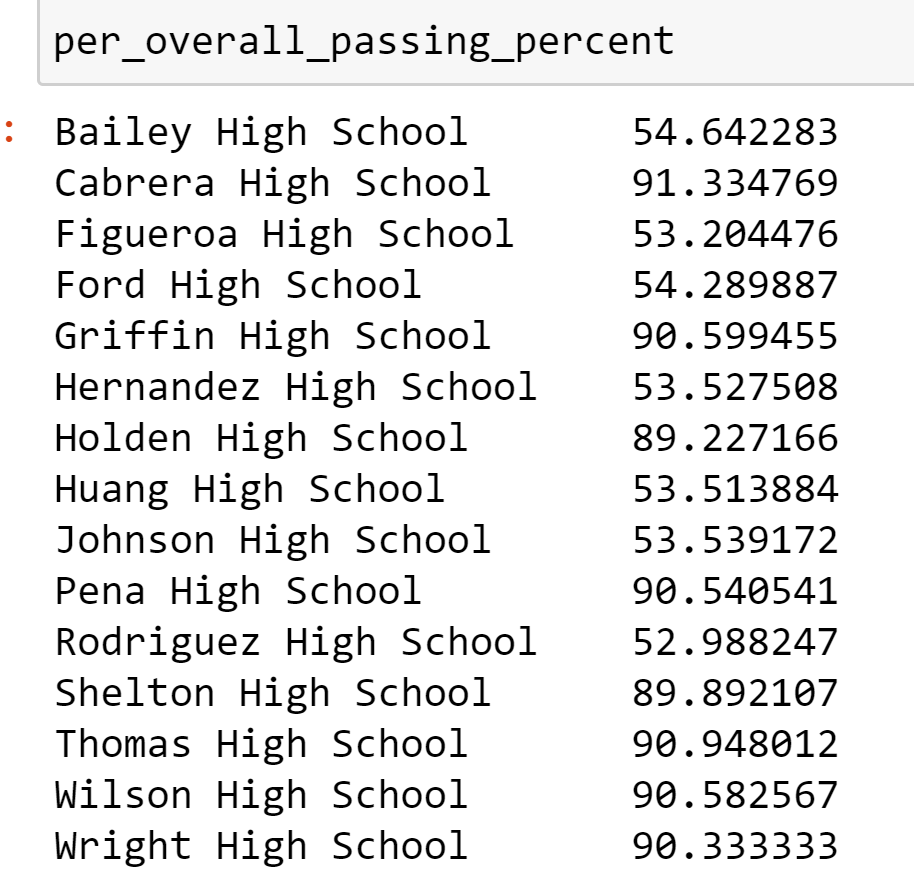 per_overall_passing_percent
: Bailey High School 54.642283
Cabrera High School 91.334769
Figueroa High School 53.204476
Ford High School 54.289887
Griffin High School 90.599455
Hernandez High School 53.527508
Holden High School 89.227166
Huang High School 53.513884
Johnson High School 53.539172
Pena High School 90.540541
Rodriguez High School 52.988247
Shelton High School 89.892107
Thomas High School 90.948012
Wilson High School 90.582567
Wright High School 90.333333